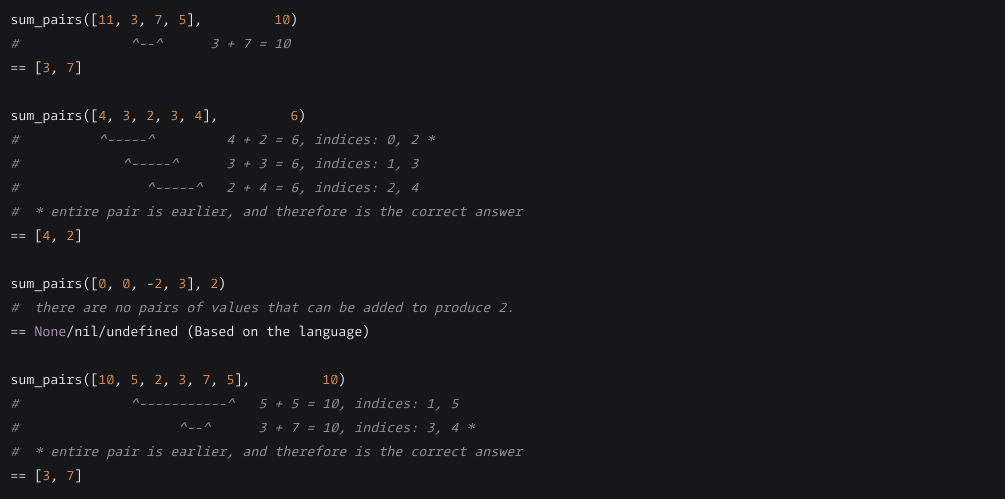 sum_pairs([11, 3, 7, 5],         10)
#              ^--^      3 + 7 = 10
== [3, 7]

sum_pairs([4, 3, 2, 3, 4],         6)
#          ^-----^         4 + 2 = 6, indices: 0, 2 *
#             ^-----^      3 + 3 = 6, indices: 1, 3
#                ^-----^   2 + 4 = 6, indices: 2, 4
#  * entire pair is earlier, and therefore is the correct answer
== [4, 2]

sum_pairs([0, 0, -2, 3], 2)
#  there are no pairs of values that can be added to produce 2.
== None/nil/undefined (Based on the language)

sum_pairs([10, 5, 2, 3, 7, 5],         10)
#              ^-----------^   5 + 5 = 10, indices: 1, 5
#                    ^--^      3 + 7 = 10, indices: 3, 4 *
#  * entire pair is earlier, and therefore is the correct answer
== [3, 7]